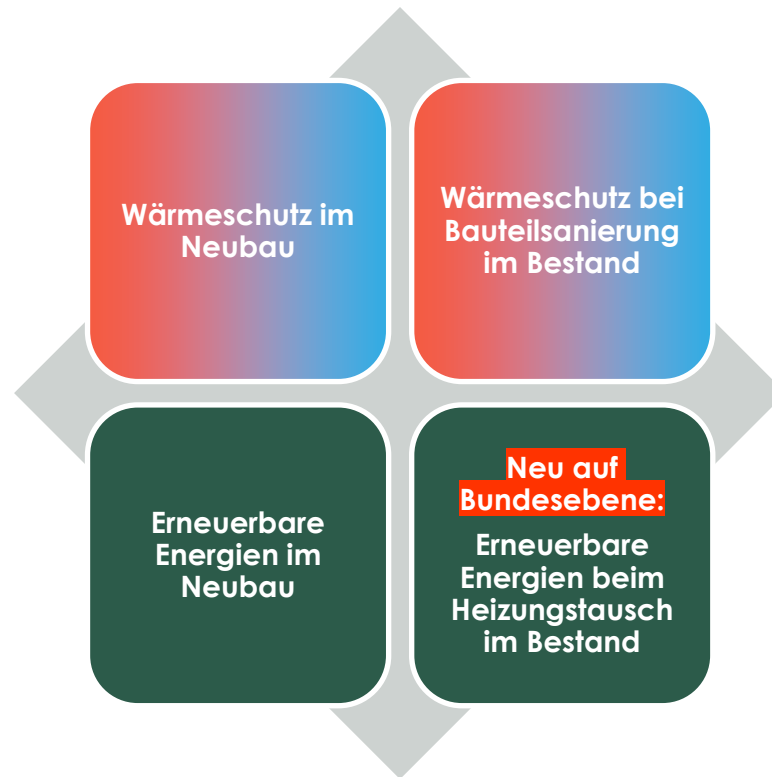 Wärmeschutz im
Neubau
Wärmeschutz bei
Bauteilsanierung
im Bestand
Erneuerbare
Energien im
Neubau
Neu auf
Bundesebene:
Erneuerbare
Energien beim
Heizungstausch
im Bestand